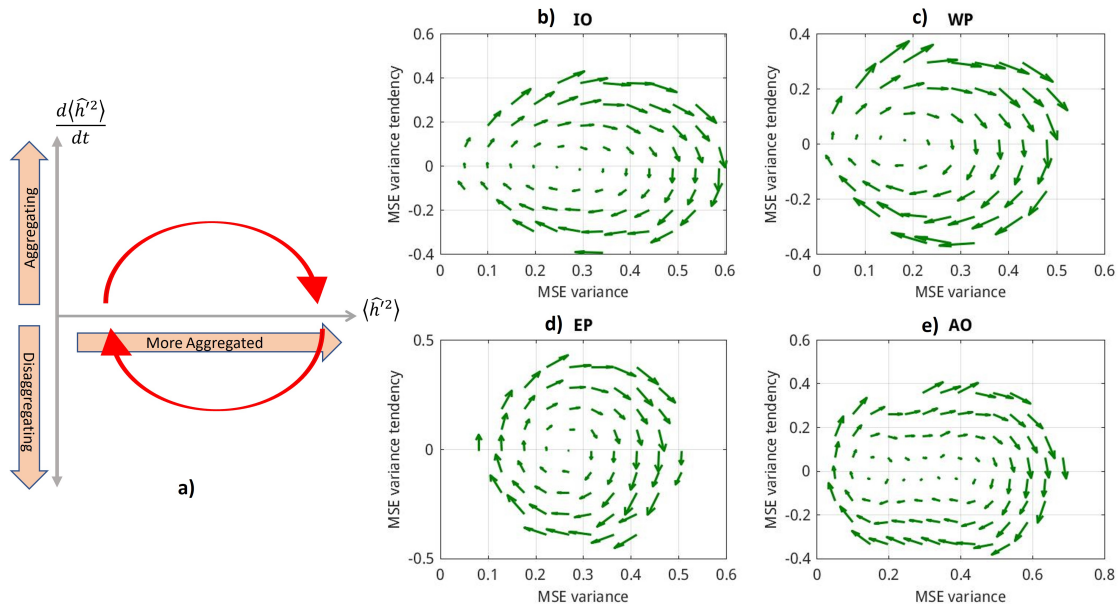 d⟨ĥ′²⟩
dt
Aggregating
Disaggregating
⟨ĥ′²⟩
More Aggregated
a)
b) IO
MSE variance tendency
0.6
0.4
0.2
0
-0.2
-0.4
0 0.1 0.2 0.3 0.4 0.5 0.6
MSE variance
c) WP
MSE variance tendency
0.4
0.2
0
-0.2
-0.4
0 0.1 0.2 0.3 0.4 0.5 0.6
MSE variance
d) EP
MSE variance tendency
0.5
0
-0.5
0 0.1 0.2 0.3 0.4 0.5 0.6
MSE variance
e) AO
MSE variance tendency
0.6
0.4
0.2
0
-0.2
-0.4
0 0.2 0.4 0.6 0.8
MSE variance